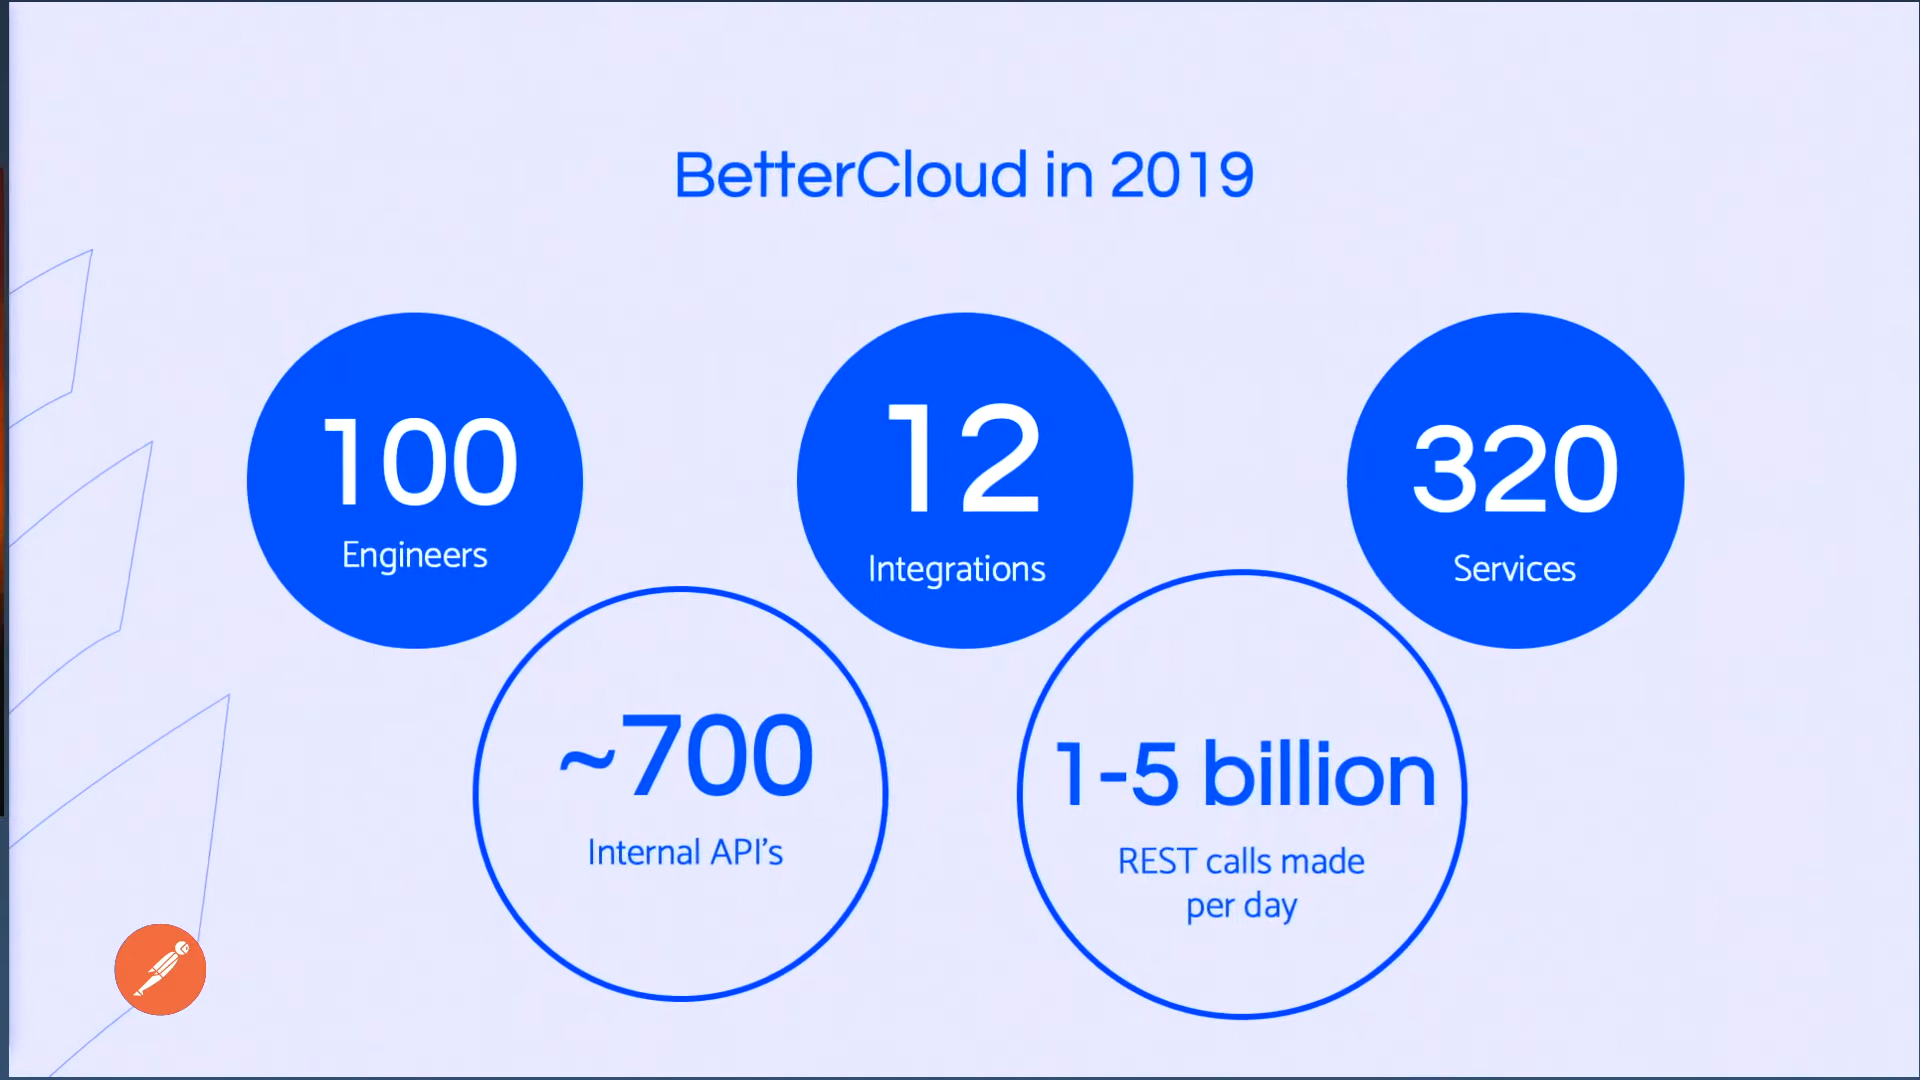 BetterCloud in 2019
100
Engineers
12
Integrations
320
Services
~700
Internal API’s
1-5 billion
REST calls made
per day